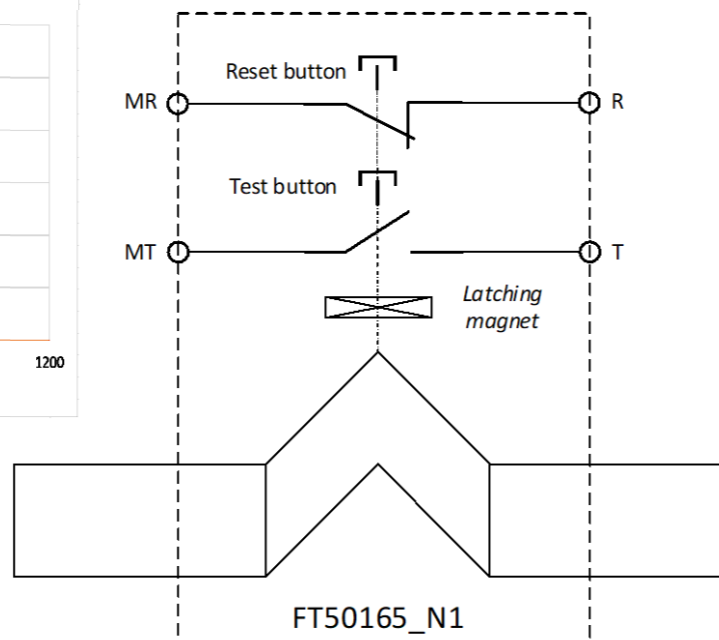 Reset button
MR
R
Test button
MT
T
Latching
magnet
1200
FT50165_N1